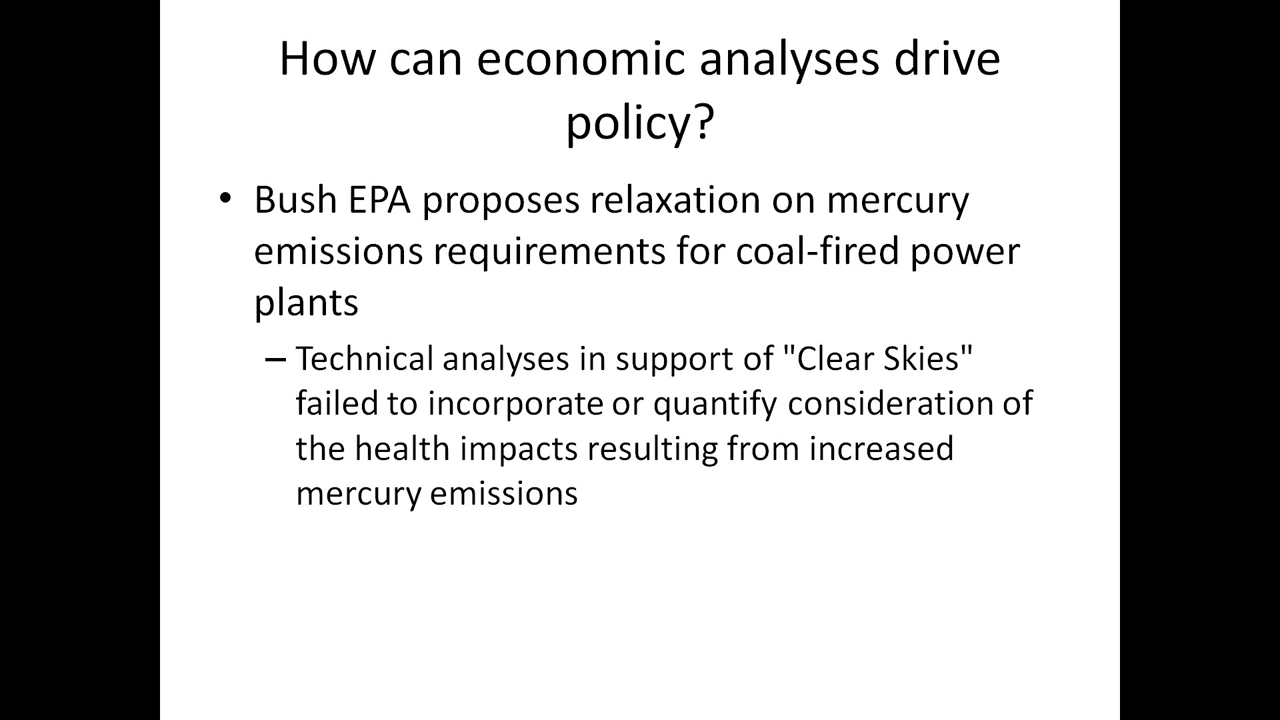 How can economic analyses drive
policy?
• Bush EPA proposes relaxation on mercury
emissions requirements for coal-fired power
plants
– Technical analyses in support of "Clear Skies"
failed to incorporate or quantify consideration of
the health impacts resulting from increased
mercury emissions